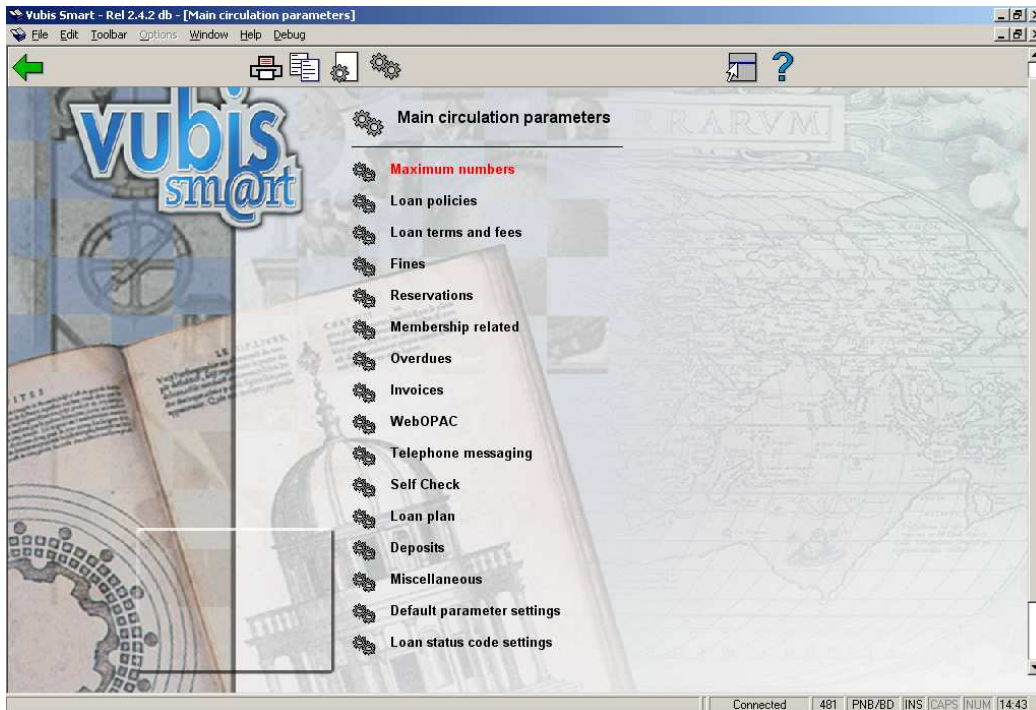 Vubis Smart - Rel 2.4.2 db - [Main circulation parameters]
File Edit Toolbar Options Window Help Debug
vubis
sm@rt
Main circulation parameters
RARVM
Maximum numbers
Loan policies
Loan terms and fees
Fines
Reservations
Membership related
Overdues
Invoices
WebOPAC
Telephone messaging
Self Check
Loan plan
Deposits
Miscellaneous
Default parameter settings
Loan status code settings
Connected 481 PNB/BD INS CAPS NUM 14:43